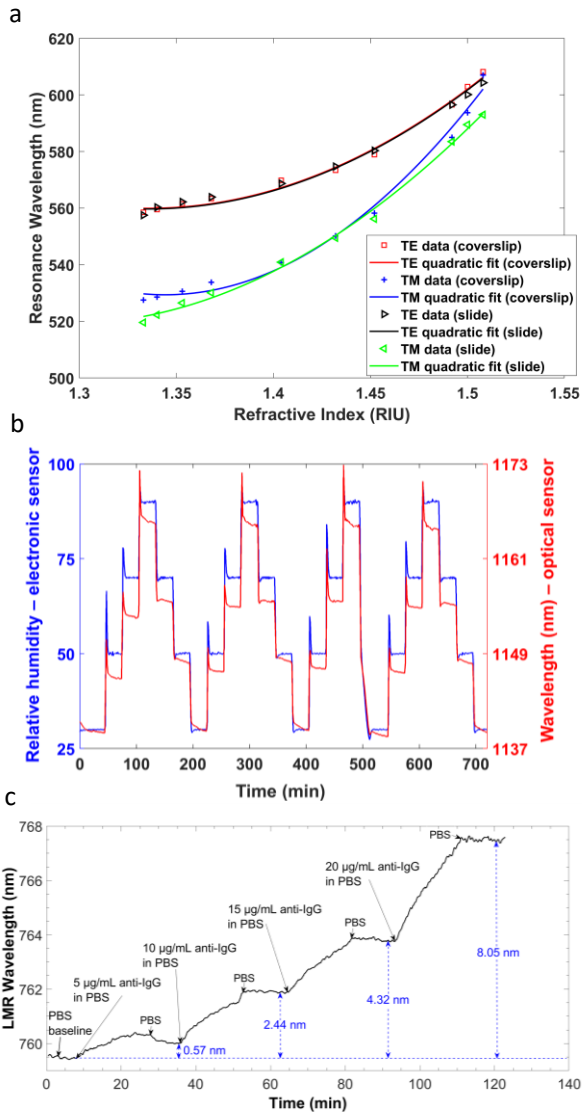 a
620
600
580
560
540
520
500
1.3
1.35
1.4
1.45
1.5
1.55
Resonance Wavelength (nm)
Refractive Index (RIU)
TE data (coverslip)
TE quadratic fit (coverslip)
TM data (coverslip)
TM quadratic fit (coverslip)
TE data (slide)
TE quadratic fit (slide)
TM data (slide)
TM quadratic fit (slide)
b
100
75
50
25
Relative humidity – electronic sensor
1173
1161
1149
1137
Wavelength (nm) – optical sensor
0
100
200
300
400
500
600
700
Time (min)
c
768
766
764
762
760
LMR Wavelength (nm)
PBS
baseline
5 µg/mL anti-IgG
in PBS
PBS
10 µg/mL anti-IgG
in PBS
PBS
15 µg/mL anti-IgG
in PBS
PBS
20 µg/mL anti-IgG
in PBS
PBS
0.57 nm
2.44 nm
4.32 nm
8.05 nm
0
20
40
60
80
100
120
140
Time (min)